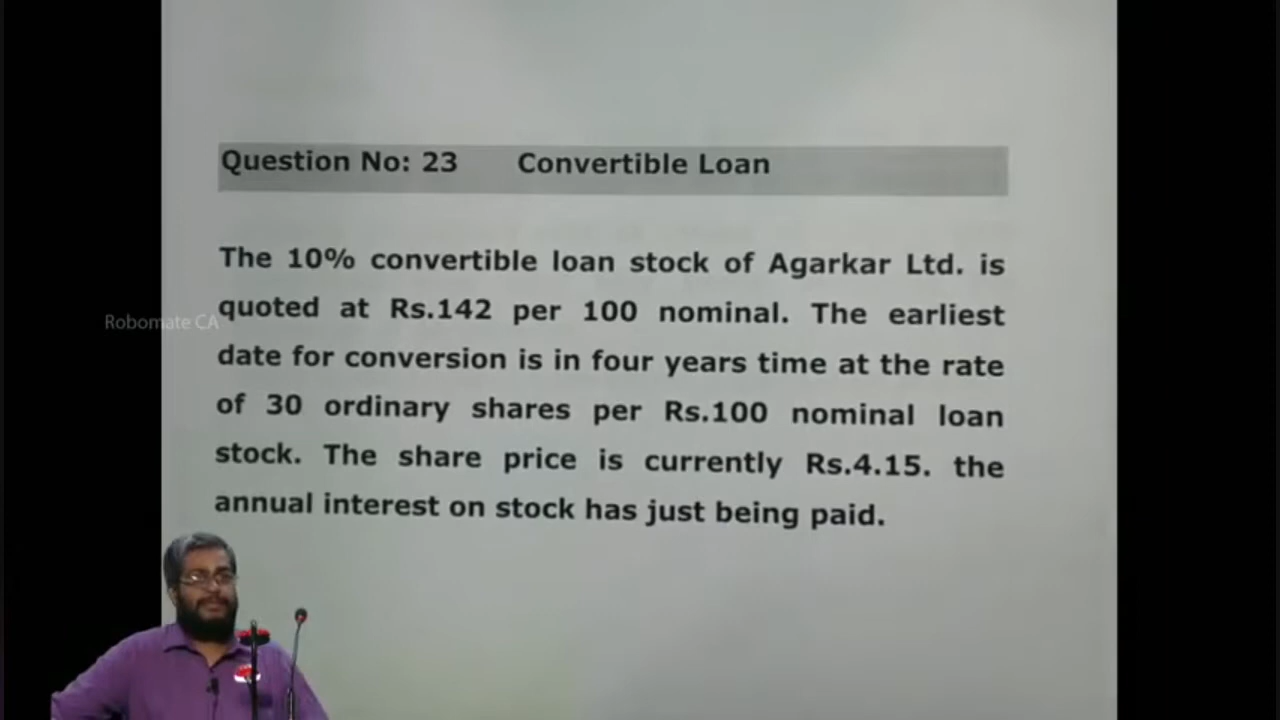 Question No: 23 Convertible Loan
The 10% convertible loan stock of Agarkar Ltd. is
quoted at Rs.142 per 100 nominal. The earliest
Robomate CA
date for conversion is in four years time at the rate
of 30 ordinary shares per Rs.100 nominal loan
stock. The share price is currently Rs.4.15. the
annual interest on stock has just being paid.